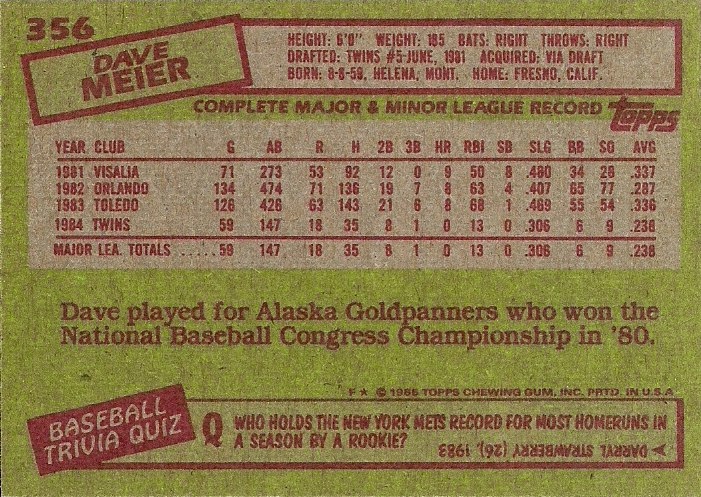 356
DAVE
MEIER
HEIGHT: 6'0" WEIGHT: 185 BATS: RIGHT THROWS: RIGHT
DRAFTED: TWINS #5-JUNE, 1981 ACQUIRED: VIA DRAFT
BORN: 8-8-59, HELENA, MONT. HOME: FRESNO, CALIF.
COMPLETE MAJOR & MINOR LEAGUE RECORD TOPPS
YEAR CLUB G AB R H 2B 3B HR RBI SB SLG BB SO AVG
1981 VISALIA 71 273 53 92 12 0 9 50 8 .480 34 26 .337
1982 ORLANDO 134 474 71 136 19 7 8 63 4 .407 65 77 .287
1983 TOLEDO 126 426 63 143 21 6 8 68 1 .469 55 54 .336
1984 TWINS 59 147 18 35 8 1 0 13 0 .306 6 9 .238
MAJOR LEA. TOTALS ......59 147 18 35 8 1 0 13 0 .306 6 9 .238
Dave played for Alaska Goldpanners who won the
National Baseball Congress Championship in '80.
F★ © 1985 TOPPS CHEWING GUM, INC. PRTD. IN U.S.A.
BASEBALL
TRIVIA QUIZ
Q WHO HOLDS THE NEW YORK METS RECORD FOR MOST HOMERUNS IN
A SEASON BY A ROOKIE?
A DARRYL STRAWBERRY (26), 1983